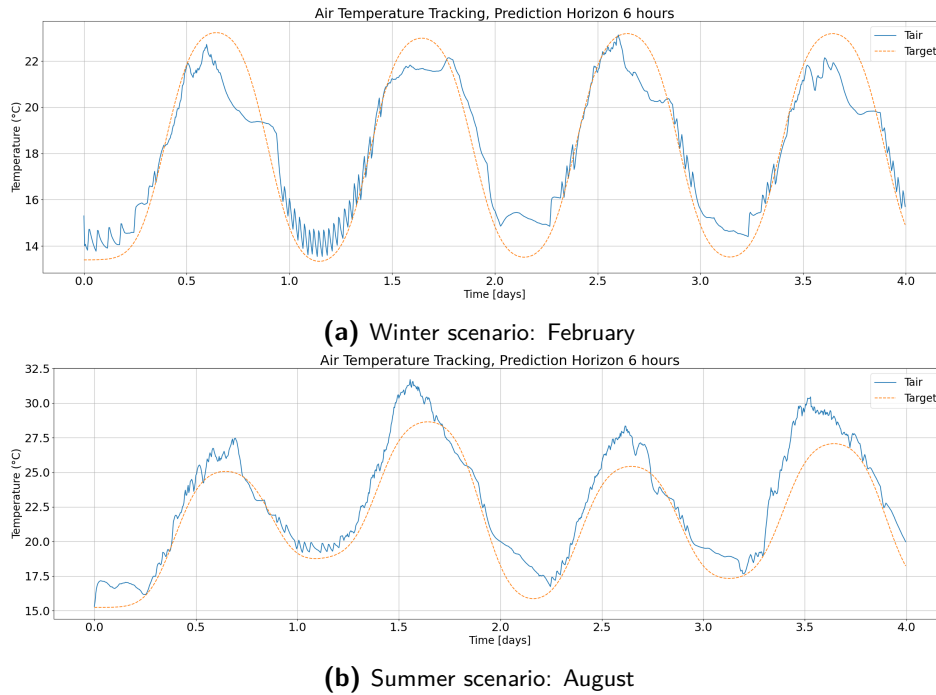 Air Temperature Tracking, Prediction Horizon 6 hours
Tair
Target
Temperature (°C)
22
20
18
16
14
0.0 0.5 1.0 1.5 2.0 2.5 3.0 3.5 4.0
Time [days]
(a) Winter scenario: February
Air Temperature Tracking, Prediction Horizon 6 hours
Tair
Target
Temperature (°C)
32.5
30.0
27.5
25.0
22.5
20.0
17.5
15.0
0.0 0.5 1.0 1.5 2.0 2.5 3.0 3.5 4.0
Time [days]
(b) Summer scenario: August